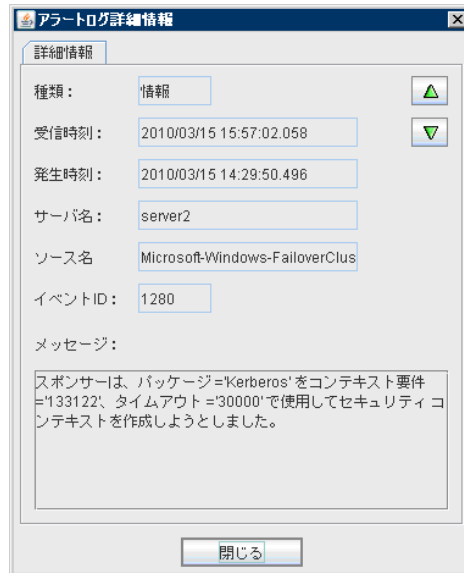 アラートログ詳細情報
詳細情報
種類： 情報
受信時刻： 2010/03/15 15:57:02.058
発生時刻： 2010/03/15 14:29:50.496
サーバ名： server2
ソース名 Microsoft-Windows-FailoverClus
イベントID： 1280
メッセージ：
スポンサーは、パッケージ='Kerberos' をコンテキスト要件
='133122'、タイムアウト ='30000' で使用してセキュリティ コ
ンテキストを作成しようとしました。
閉じる